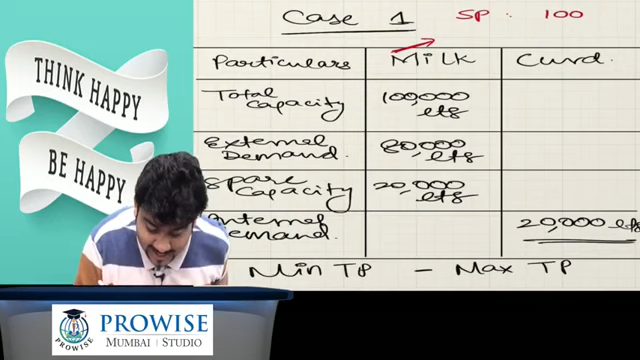 Case 1 SP : 100
Particulars Milk Curd.
Total Capacity 100,000 lts
External Demand. 80,000 lts
Spare Capacity 20,000 lts
Internal Demand. 20,000 lts
Min TP - Max TP
THINK HAPPY
BE HAPPY
PROWISE
PROWISE
MUMBAI STUDIO